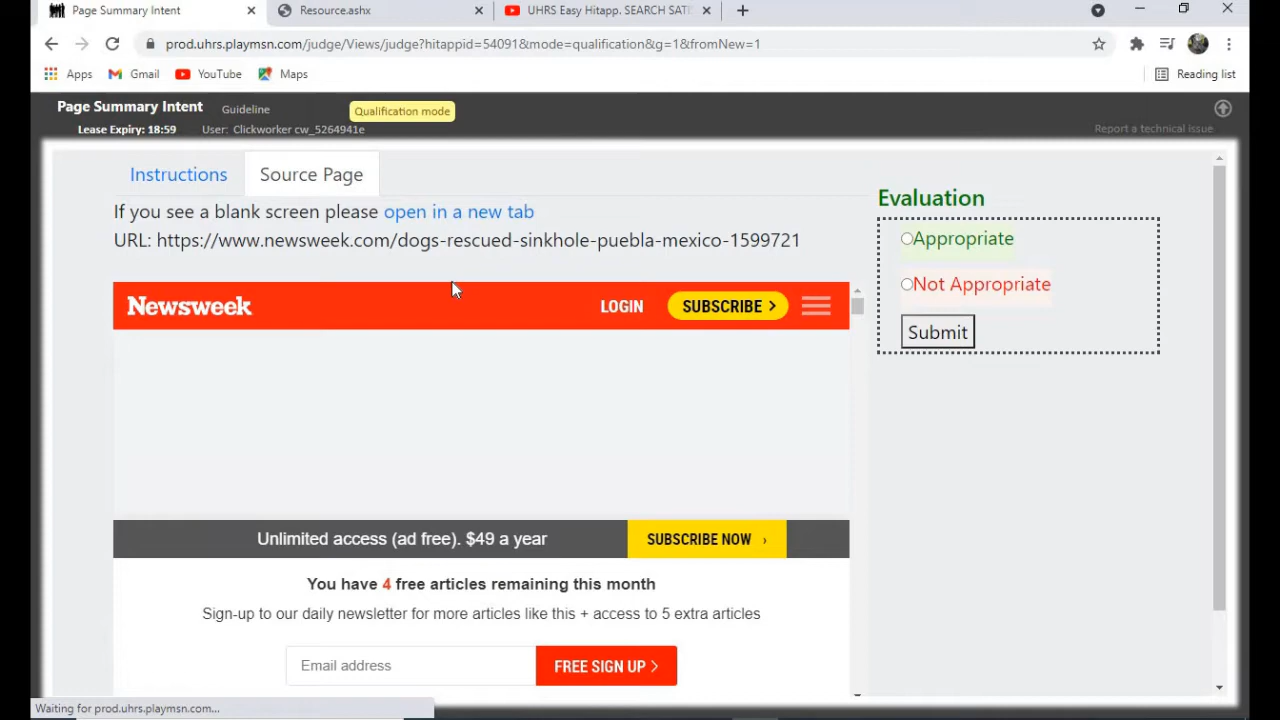 Page Summary Intent
Resource.ashx
UHRS Easy Hitapp. SEARCH SATI
prod.uhrs.playmsn.com/judge/Views/judge?hitappid=54091&mode=qualification&g=1&fromNew=1
Apps
Gmail
YouTube
Maps
Reading list
Page Summary Intent
Guideline
Qualification mode
Lease Expiry: 18:59
User: Clickworker cw_5264941e
Report a technical issue
Instructions
Source Page
If you see a blank screen please open in a new tab
URL: https://www.newsweek.com/dogs-rescued-sinkhole-puebla-mexico-1599721
Evaluation
Appropriate
Not Appropriate
Submit
Newsweek
LOGIN
SUBSCRIBE >
Unlimited access (ad free). $49 a year
SUBSCRIBE NOW ›
You have 4 free articles remaining this month
Sign-up to our daily newsletter for more articles like this + access to 5 extra articles
Email address
FREE SIGN UP >
Waiting for prod.uhrs.playmsn.com...